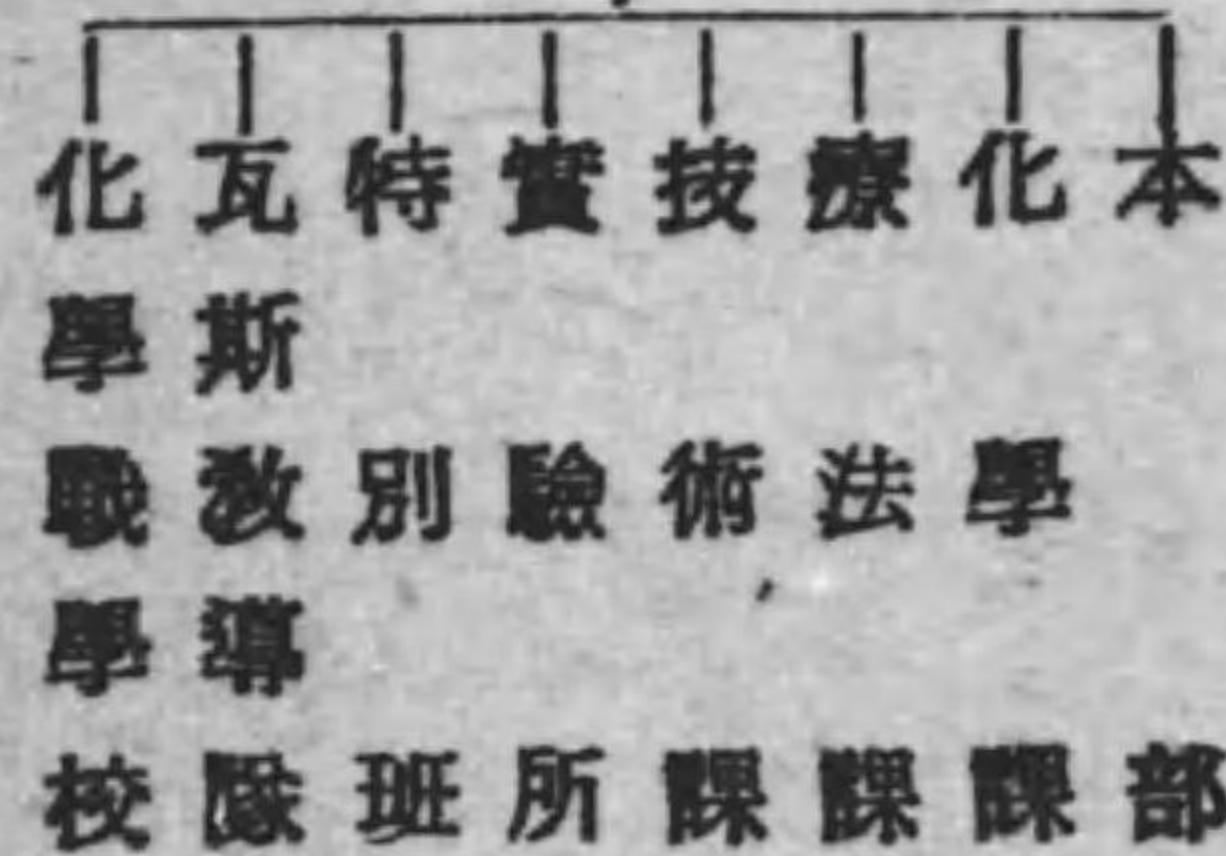 本部
化學課
療法課
技術課
實驗所
特別班
瓦斯教導隊
化學戰學校